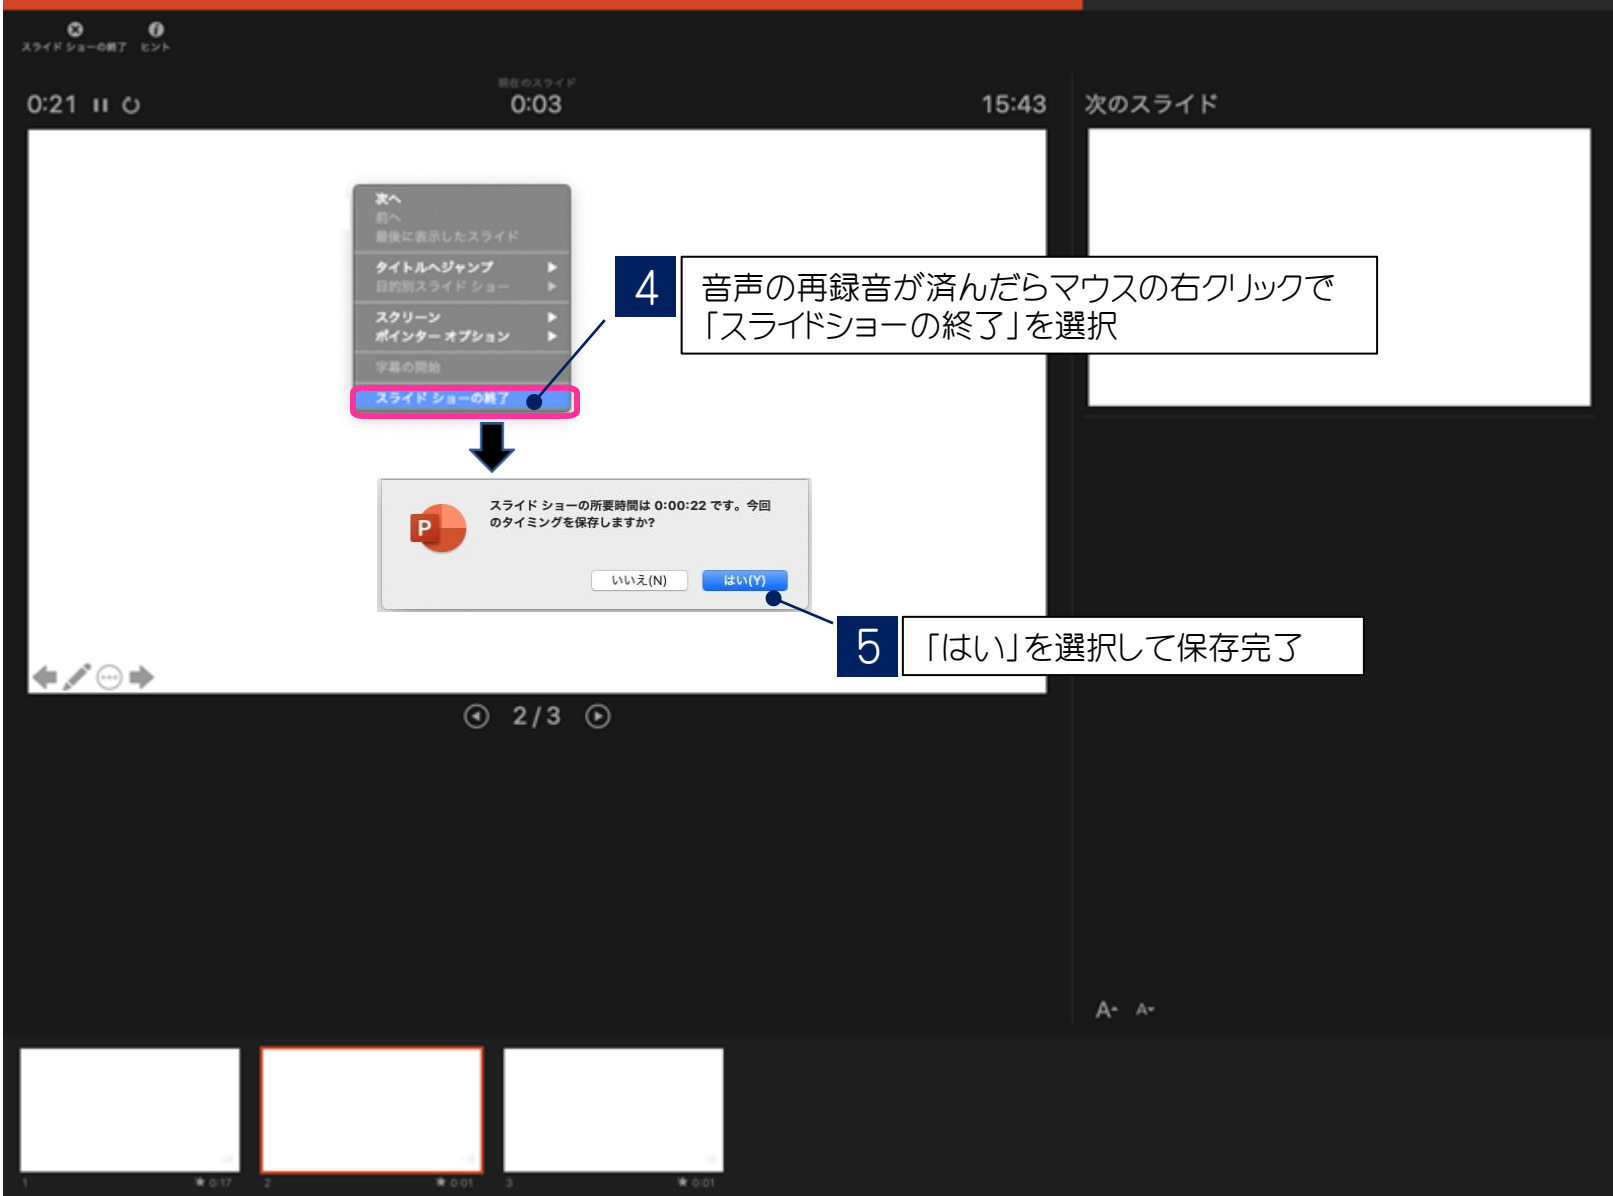 スライド ショーの終了 ヒント
現在のスライド
0:21 0:03 15:43 次のスライド
次へ
前へ
最後に表示したスライド
タイトルへジャンプ
目的別スライド ショー
スクリーン
ポインター オプション
字幕の開始
スライド ショーの終了
4 音声の再録音が済んだらマウスの右クリックで
「スライドショーの終了」を選択
P
スライド ショーの所要時間は 0:00:22 です。今回
のタイミングを保存しますか?
いいえ(N) はい(Y)
5 「はい」を選択して保存完了
2/3
A A
1 0:17 2 0:01 3 0:01